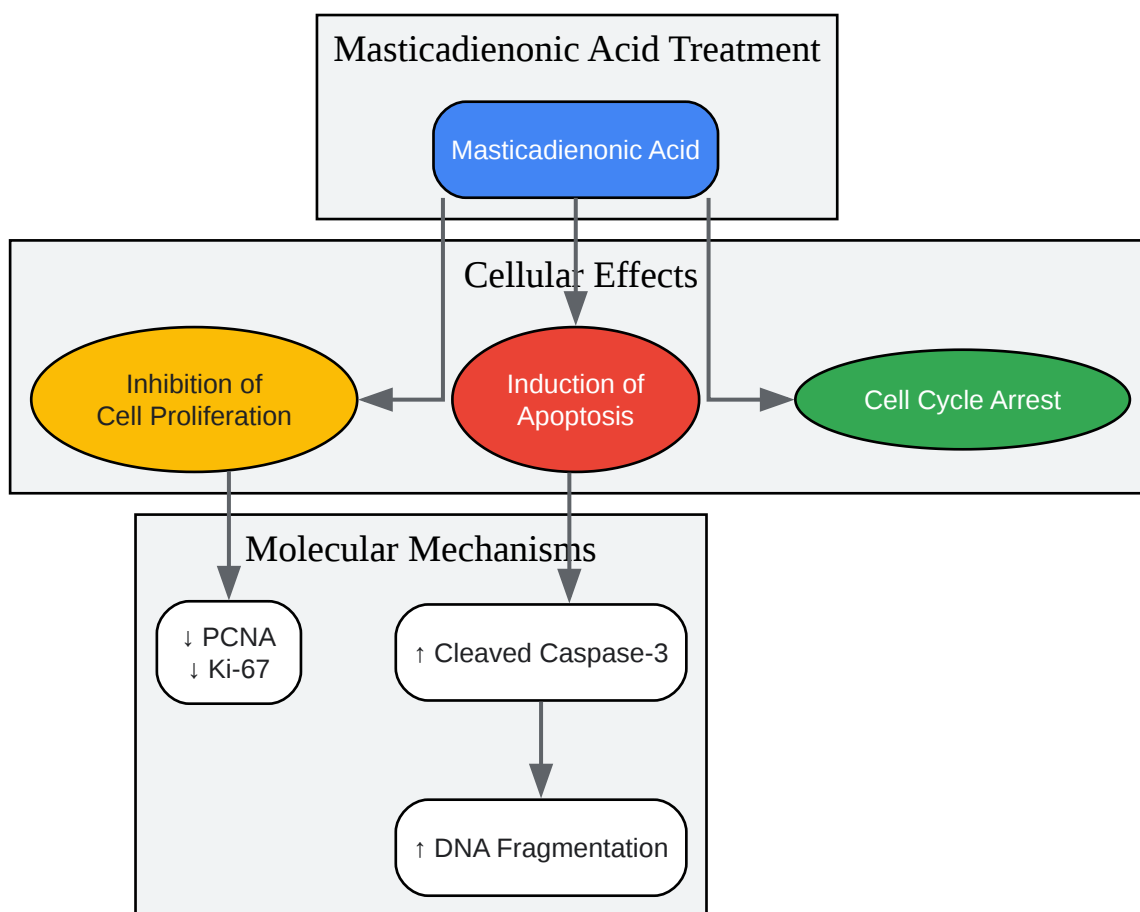 Masticadienonic Acid Treatment
Masticadienonic Acid
Cellular Effects
Inhibition of
Cell Proliferation
Induction of
Apoptosis
Cell Cycle Arrest
Molecular Mechanisms
↓ PCNA
↓ Ki-67
↑ Cleaved Caspase-3
↑ DNA Fragmentation